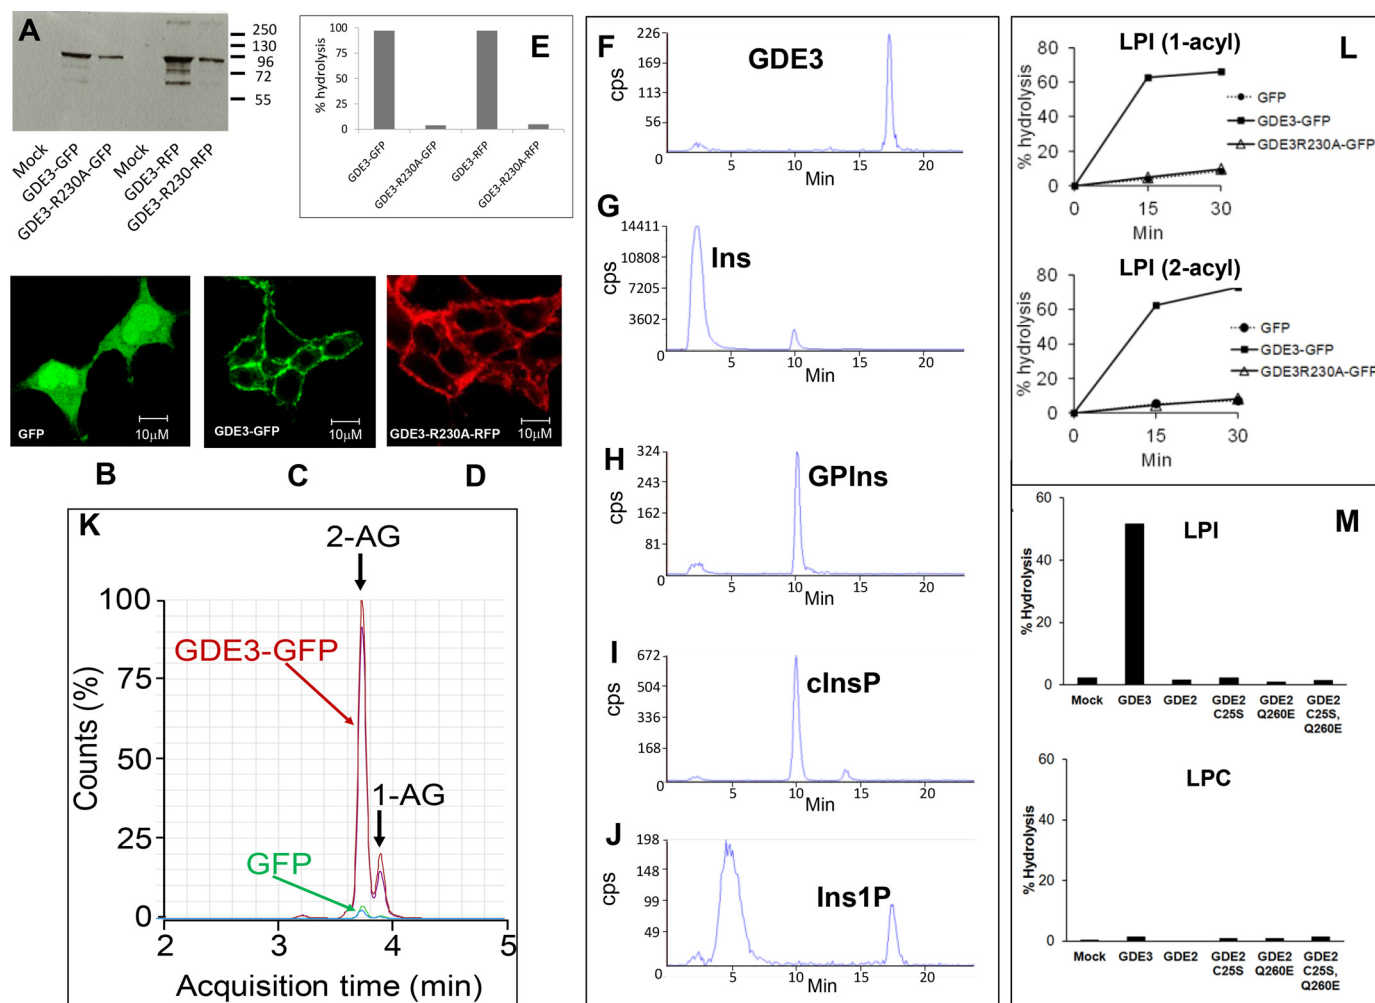 A
250
130
96
72
55
Mock
GDE3-GFP
GDE3-R230A-GFP
Mock
GDE3-RFP
GDE3-R230-RFP
E
% hydrolysis
100
75
50
25
0
GDE3-GFP
GDE3-R230A-GFP
GDE3-RFP
GDE3-R230A-RFP
GFP
10µM
B
GDE3-GFP
10µM
C
GDE3-R230A-RFP
10µM
D
K
2-AG
1-AG
GDE3-GFP
GFP
Counts (%)
100
75
50
25
0
2 3 4 5
Acquisition time (min)
F
GDE3
cps
226
169
113
56
0
5 10 15 20
Min
G
Ins
cps
14411
10808
7205
3602
0
5 10 15 20
Min
H
GPIns
cps
324
243
162
81
0
5 10 15 20
Min
I
cInsP
cps
672
504
336
168
0
5 10 15 20
Min
J
Ins1P
cps
198
148
99
49
0
5 10 15 20
Min
L
LPI (1-acyl)
% hydrolysis
80
60
40
20
0
0 15 30
Min
GFP
GDE3-GFP
GDE3R230A-GFP
LPI (2-acyl)
% hydrolysis
80
60
40
20
0
0 15 30
Min
GFP
GDE3-GFP
GDE3R230A-GFP
M
LPI
% Hydrolysis
60
40
20
0
Mock GDE3 GDE2 GDE2 GDE2 GDE2
C25S Q260E C25S,
Q260E
LPC
% Hydrolysis
60
40
20
0
Mock GDE3 GDE2 GDE2 GDE2 GDE2
C25S Q260E C25S,
Q260E